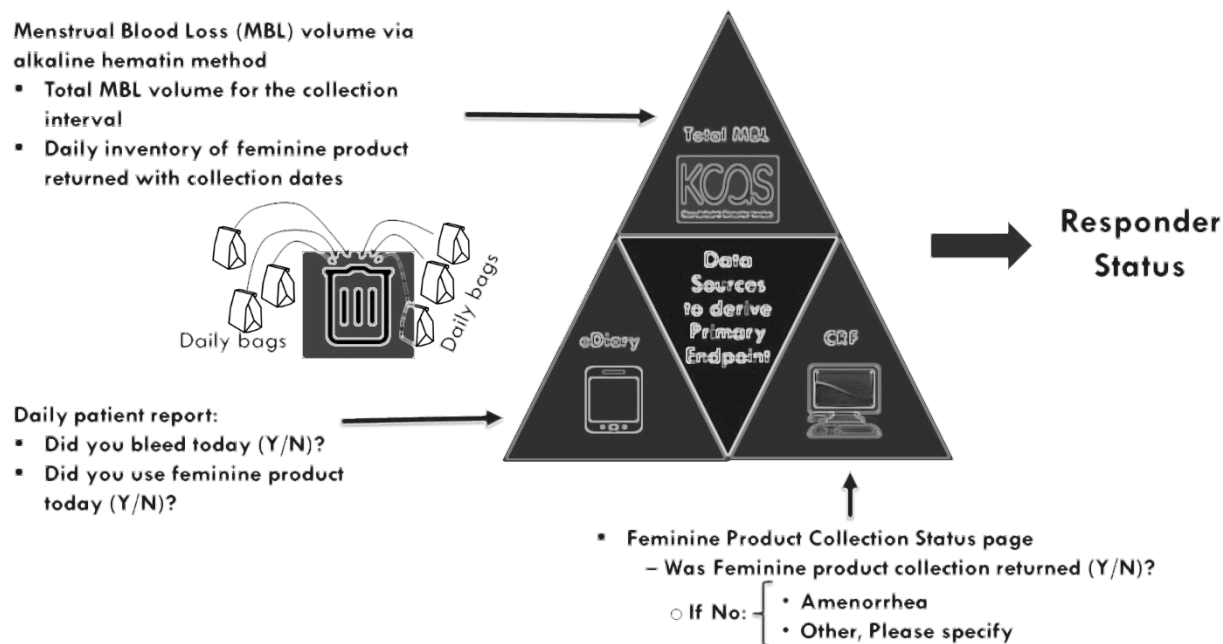 Menstrual Blood Loss (MBL) volume via
alkaline hematin method
▪ Total MBL volume for the collection
interval
▪ Daily inventory of feminine product
returned with collection dates
Daily bags
Daily bags
Total MBL
KCAS
Data
Sources
to derive
Primary
Endpoint
eDiary
CRF
Responder
Status
Daily patient report:
▪ Did you bleed today (Y/N)?
▪ Did you use feminine product
today (Y/N)?
▪ Feminine Product Collection Status page
– Was Feminine product collection returned (Y/N)?
○ If No:
• Amenorrhea
• Other, Please specify